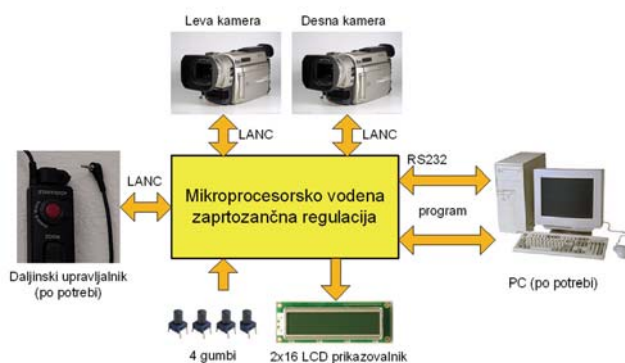 Leva kamera
Desna kamera
LANC
LANC
RS232
LANC
Mikroprocesorsko vodena
zaprtozančna regulacija
program
Daljinski upravljalnik
(po potrebi)
PC (po potrebi)
4 gumbi
2x16 LCD prikazovalnik